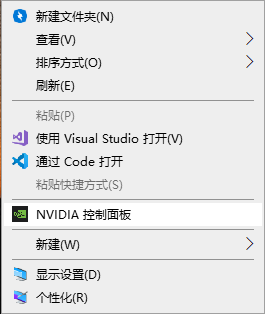 新建文件夹(N)
查看(V)
排序方式(O)
刷新(E)
粘贴(P)
使用 Visual Studio 打开(V)
通过 Code 打开
粘贴快捷方式(S)
NVIDIA 控制面板
新建(W)
显示设置(D)
个性化(R)